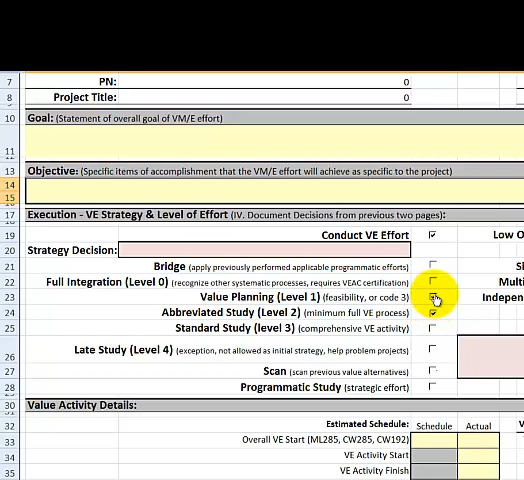 7 PN: 0
8 Project Title: 0
10 Goal: (Statement of overall goal of VM/E effort)
11
13 Objective: (Specific items of accomplishment that the VM/E effort will achieve as specific to the project)
14
15
17 Execution - VE Strategy & Level of Effort (IV. Document Decisions from previous two pages):
19 Conduct VE Effort Low O
20 Strategy Decision:
21 Bridge (apply previously performed applicable programmatic efforts)
22 Full Integration (Level 0) (recognize other systematic processes, requires VEAC certification) Multi
23 Value Planning (Level 1) (feasibility, or code 3) Indepen
24 Abbreviated Study (Level 2) (minimum full VE process)
25 Standard Study (level 3) (comprehensive VE activity)
26 Late Study (Level 4) (exception, not allowed as initial strategy, help problem projects)
27 Scan (scan previous value alternatives)
28 Programmatic Study (strategic effort)
30 Value Activity Details:
32 Estimated Schedule: Schedule Actual
33 Overall VE Start (ML285, CW285, CW192)
34 VE Activity Start
35 VE Activity Finish